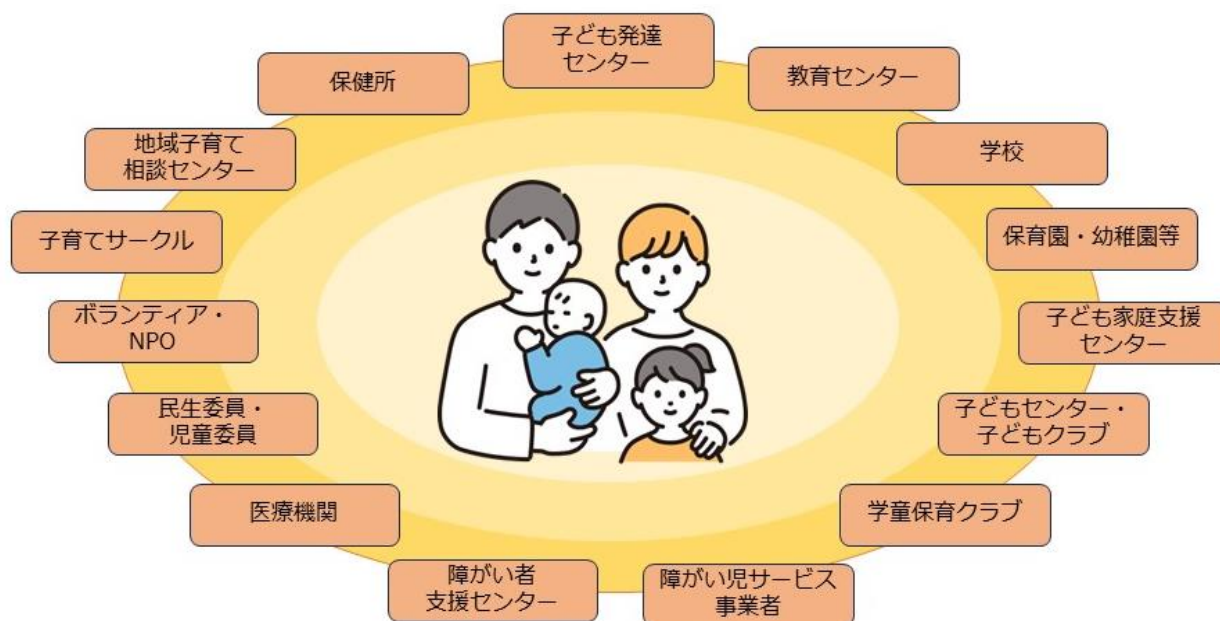 子ども発達
センター
保健所
教育センター
地域子育て
相談センター
学校
子育てサークル
保育園・幼稚園等
ボランティア・
NPO
子ども家庭支援
センター
民生委員・
児童委員
子どもセンター・
子どもクラブ
医療機関
学童保育クラブ
障がい者
支援センター
障がい児サービス
事業者